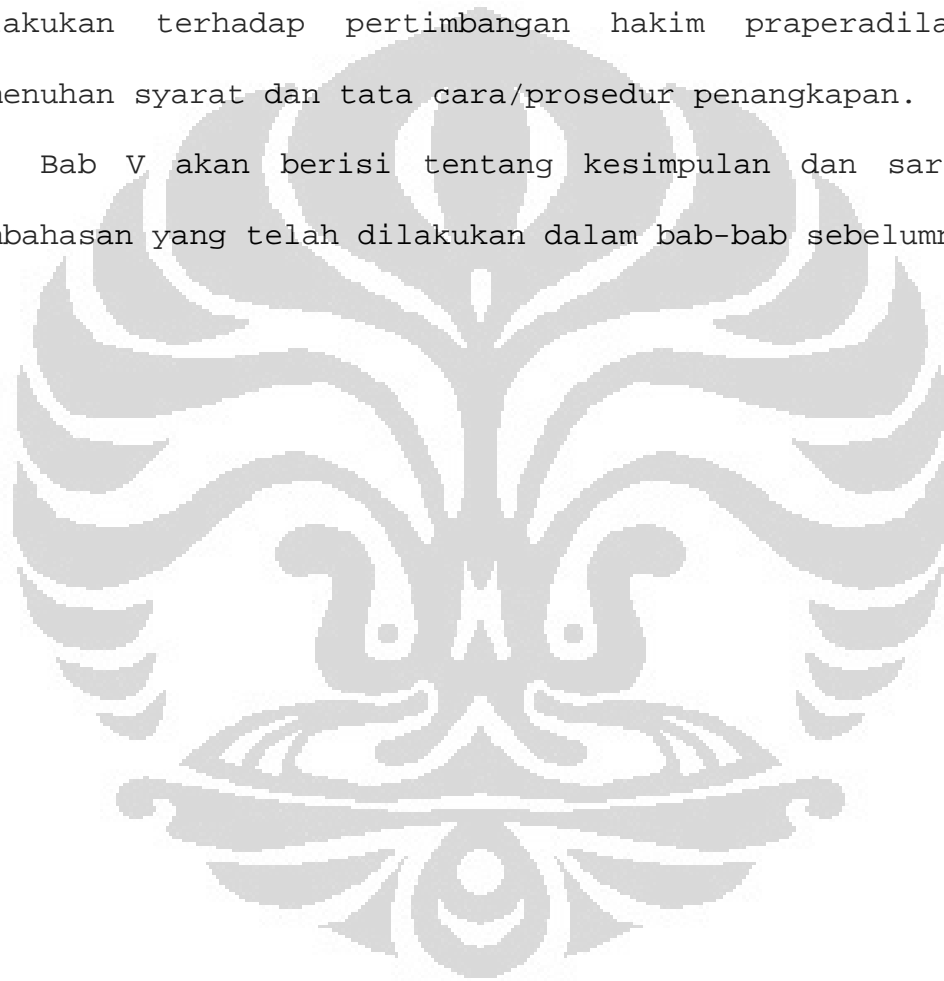 akukan terhadap pertimbangan hakim praperadila
enuhan syarat dan tata cara/prosedur penangkapan.
Bab V akan berisi tentang kesimpulan dan sar
bahasan yang telah dilakukan dalam bab-bab sebelum